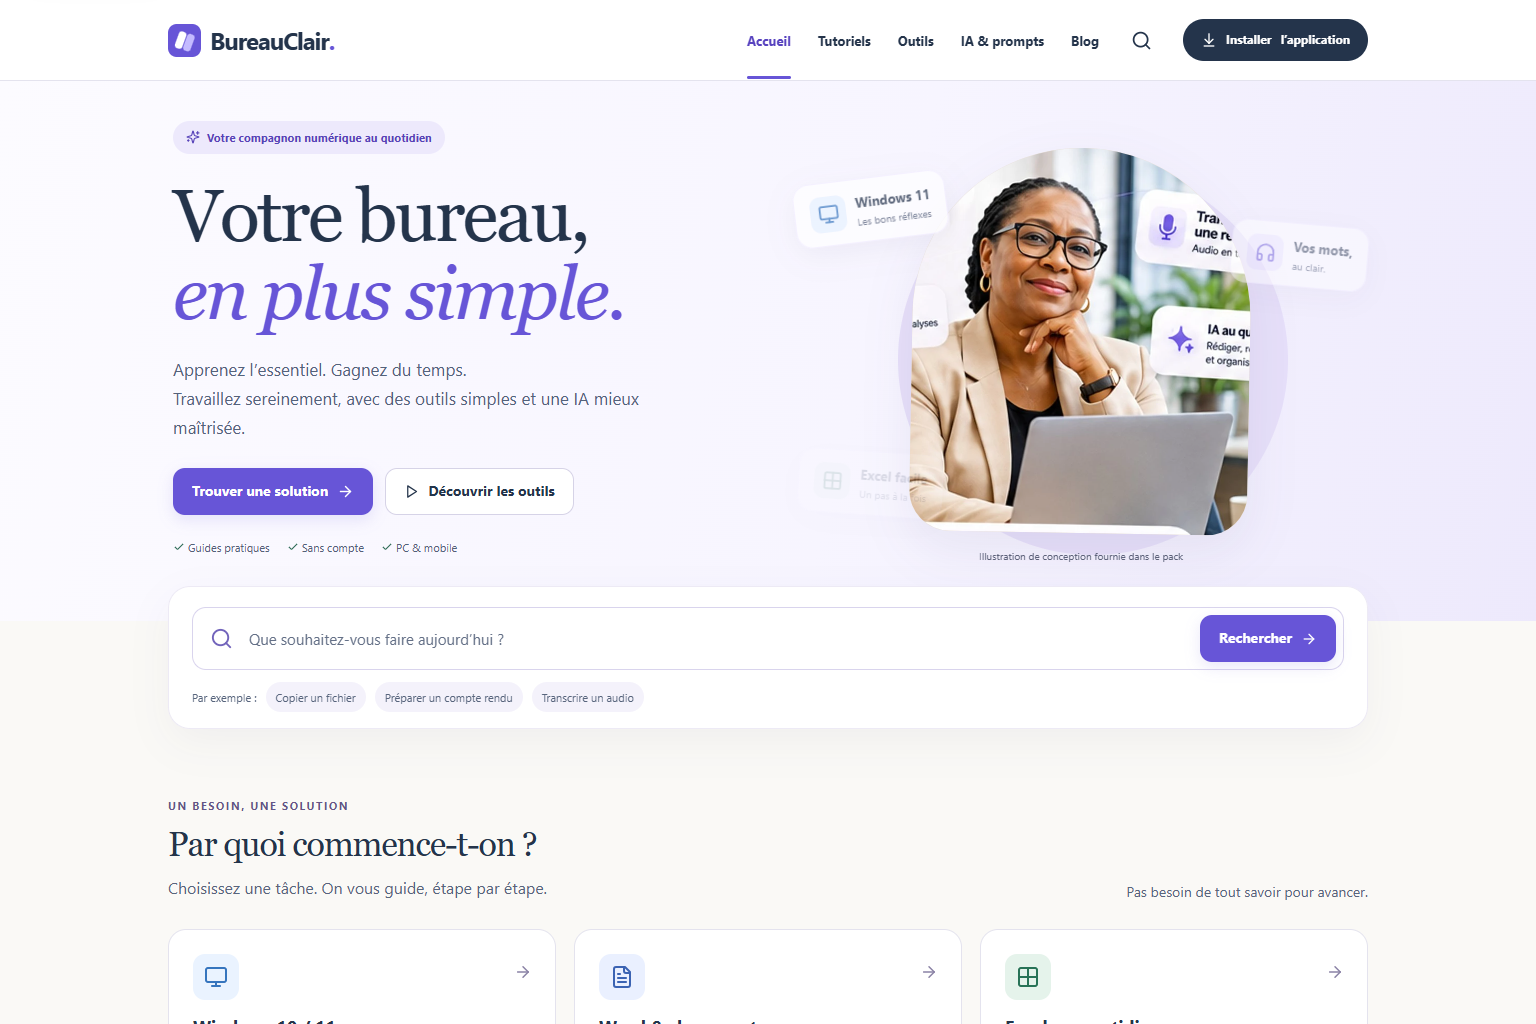 BureauClair.
Accueil
Tutoriels
Outils
IA & prompts
Blog
Installer l'application
Votre compagnon numérique au quotidien
Votre bureau,
en plus simple.
Apprenez l'essentiel. Gagnez du temps.
Travaillez sereinement, avec des outils simples et une IA mieux
maîtrisée.
Trouver une solution
Découvrir les outils
Guides pratiques
Sans compte
PC & mobile
Windows 11
Les bons réflexes
une
Audio en
Vos mots,
au clair.
alyses
IA au
Rédiger,
et
Excel facile
Un pas à la fois
Illustration de conception fournie dans le pack
Que souhaitez-vous faire aujourd'hui ?
Rechercher
Par exemple :
Copier un fichier
Préparer un compte rendu
Transcrire un audio
UN BESOIN, UNE SOLUTION
Par quoi commence-t-on ?
Choisissez une tâche. On vous guide, étape par étape.
Pas besoin de tout savoir pour avancer.